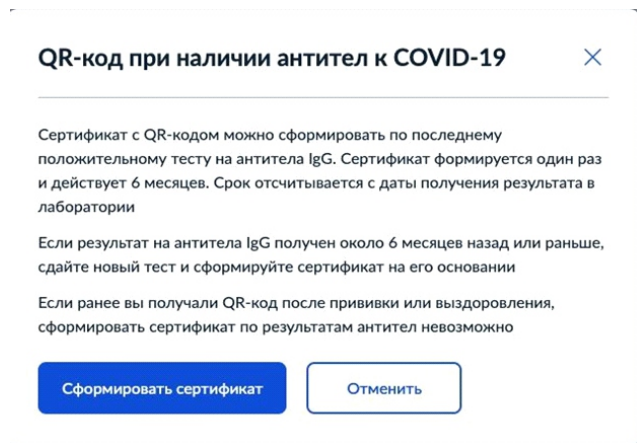 QR-код при наличии антител к COVID-19
Сертификат с QR-кодом можно сформировать по последнему
положительному тесту на антитела IgG. Сертификат формируется один раз
и действует 6 месяцев. Срок отсчитывается с даты получения результата в
лаборатории
Если результат на антитела IgG получен около 6 месяцев назад или раньше,
сдайте новый тест и сформируйте сертификат на его основании
Если ранее вы получали QR-код после прививки или выздоровления,
сформировать сертификат по результатам антител невозможно
Сформировать сертификат
Отменить